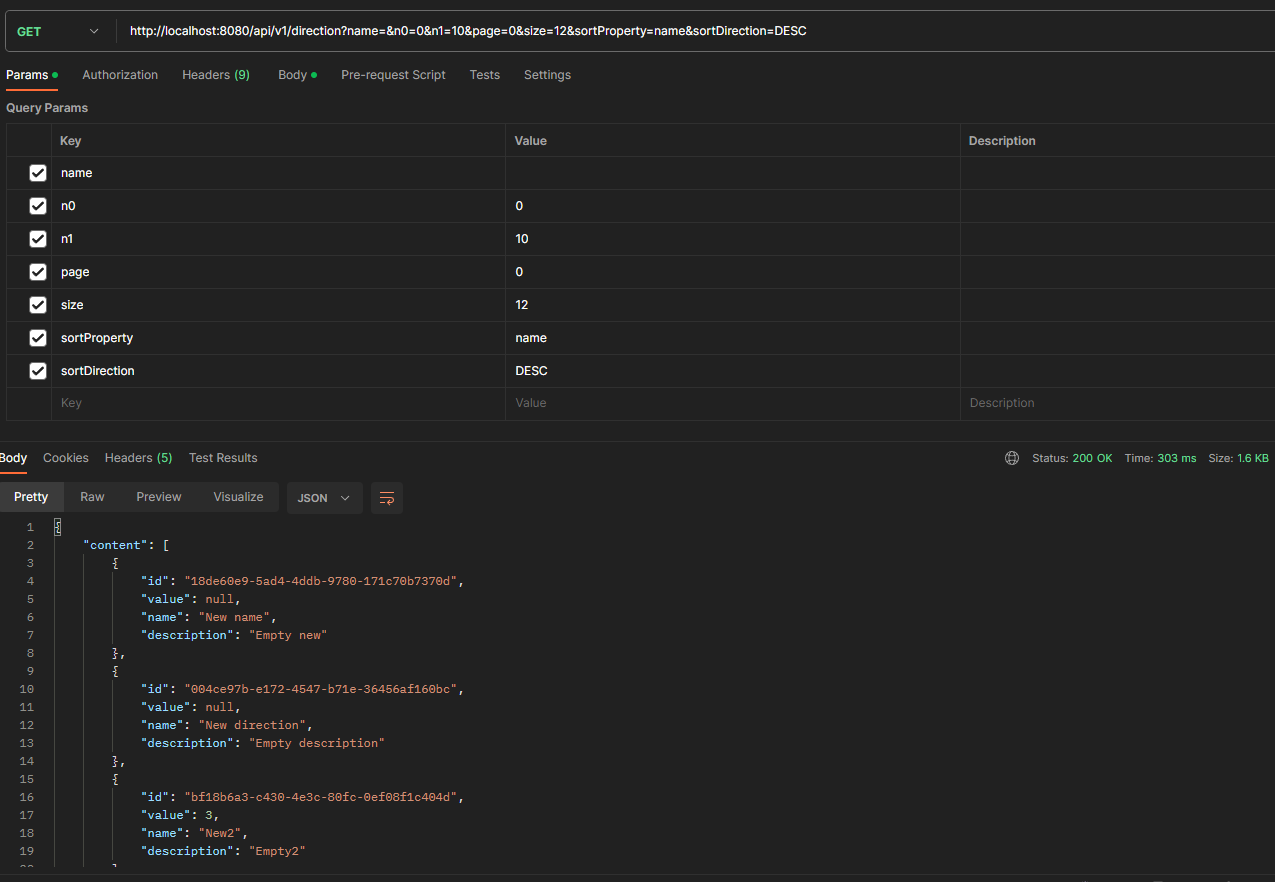 GET http://localhost:8080/api/v1/direction?name=&n0=0&n1=10&page=0&size=12&sortProperty=name&sortDirection=DESC
Params Authorization Headers (9) Body Pre-request Script Tests Settings
Query Params
Key Value Description
name
n0 0
n1 10
page 0
size 12
sortProperty name
sortDirection DESC
Key Value Description
Body Cookies Headers (5) Test Results Status: 200 OK Time: 303 ms Size: 1.6 KB
Pretty Raw Preview Visualize JSON
1 {
2 "content": [
3 {
4 "id": "18de60e9-5ad4-4ddb-9780-171c70b7370d",
5 "value": null,
6 "name": "New name",
7 "description": "Empty new"
8 },
9 {
10 "id": "004ce97b-e172-4547-b71e-36456af160bc",
11 "value": null,
12 "name": "New direction",
13 "description": "Empty description"
14 },
15 {
16 "id": "bf18b6a3-c430-4e3c-80fc-0ef08f1c404d",
17 "value": 3,
18 "name": "New2",
19 "description": "Empty2"